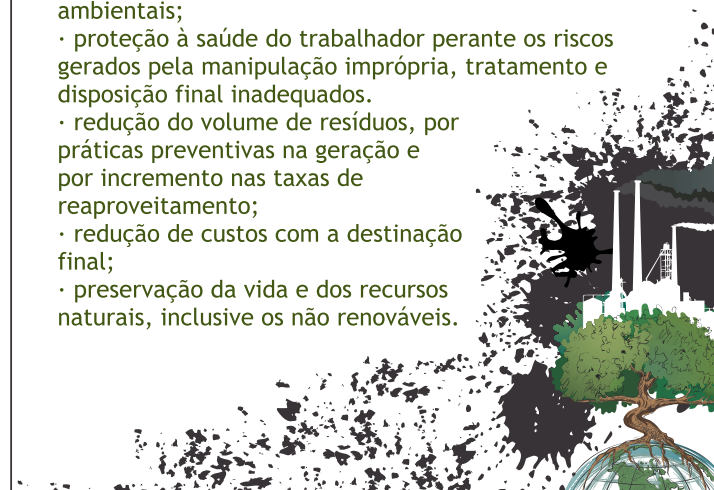 ambientais;
· proteção à saúde do trabalhador perante os riscos
gerados pela manipulação imprópria, tratamento e
disposição final inadequados.
· redução do volume de resíduos, por
práticas preventivas na geração e
por incremento nas taxas de
reaproveitamento;
· redução de custos com a destinação
final;
· preservação da vida e dos recursos
naturais, inclusive os não renováveis.